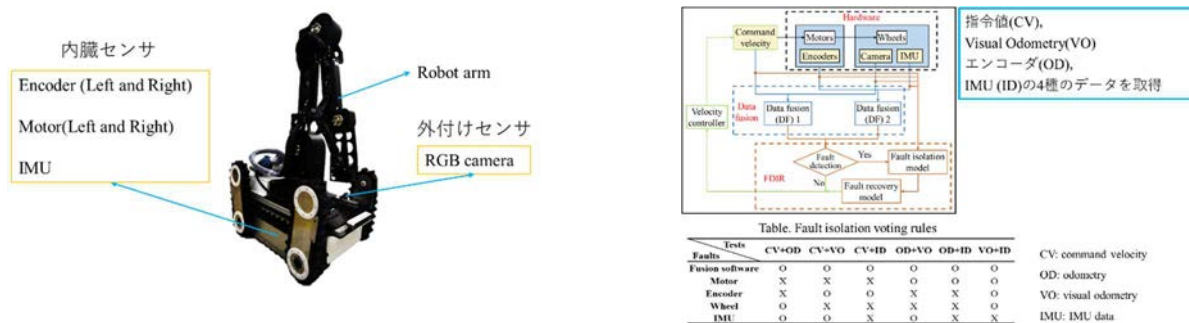 内臓センサ
Encoder (Left and Right)
Motor(Left and Right)
IMU
Robot arm
外付けセンサ
RGB camera
Hardware
Command
velocity
Motors
Wheels
Encoders
Camera
IMU
Velocity
controller
Data
fusion
Data fusion
(DF) 1
Data fusion
(DF) 2
Fault
detection
Yes
No
Fault isolation
model
FDIR
Fault recovery
model
指令値(CV),
Visual Odometry(VO)
エンコーダ(OD),
IMU (ID)の4種のデータを取得
Table. Fault isolation voting rules
Tests
Faults
CV+OD CV+VO CV+ID OD+VO OD+ID VO+ID
Fusion software O O O O O O
Motor X X X O O O
Encoder X O O X X O
Wheel O X X X X O
IMU O O X O X X
CV: command velocity
OD: odometry
VO: visual odometry
IMU: IMU data